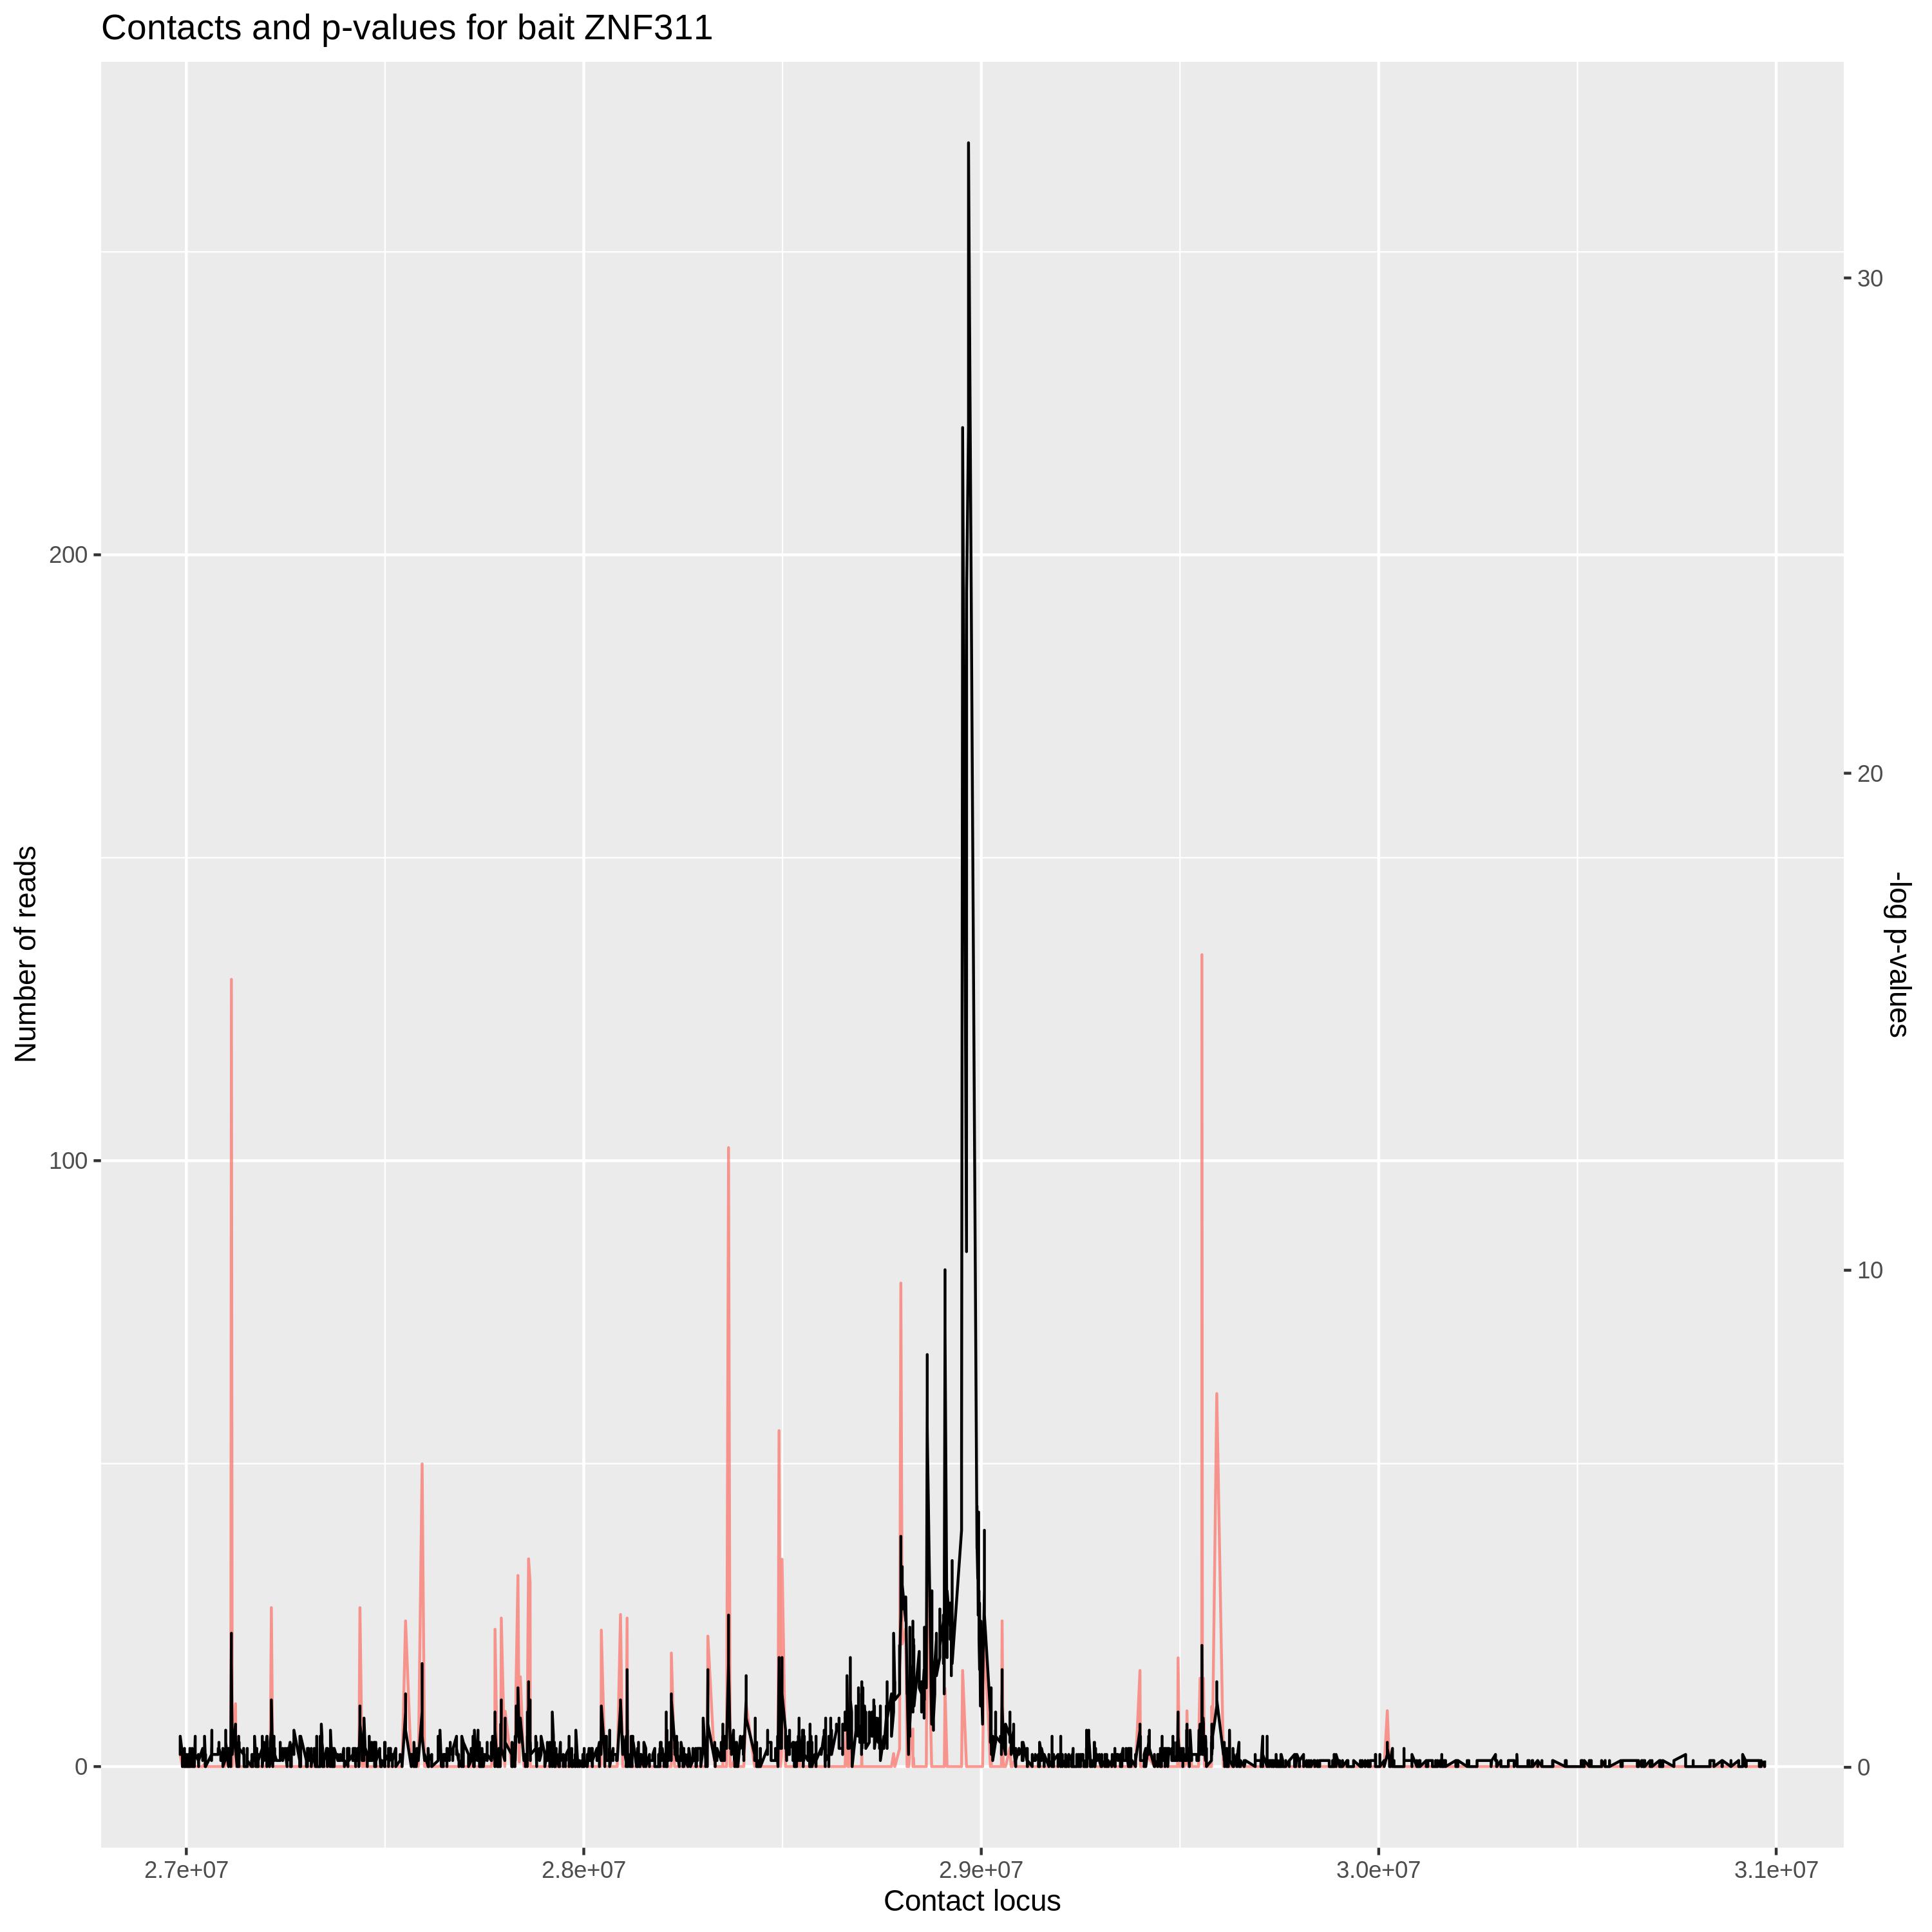 Contacts and p-values for bait ZNF311
Number of reads
200
100
0
30
20
10
0
-log p-values
2.7e+07 2.8e+07 2.9e+07 3.0e+07 3.1e+07
Contact locus